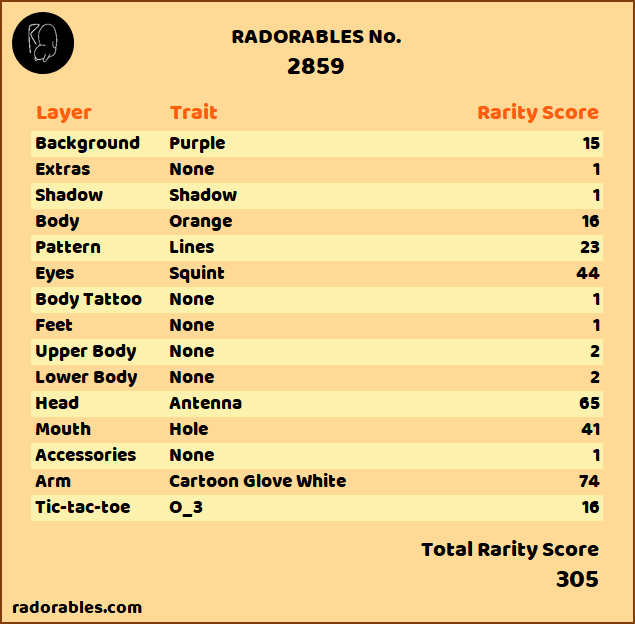 RADORABLES No.
2859
Layer Trait Rarity Score
Background Purple 15
Extras None 1
Shadow Shadow 1
Body Orange 16
Pattern Lines 23
Eyes Squint 44
Body Tattoo None 1
Feet None 1
Upper Body None 2
Lower Body None 2
Head Antenna 65
Mouth Hole 41
Accessories None 1
Arm Cartoon Glove White 74
Tic-tac-toe O_3 16
Total Rarity Score
305
radorables.com